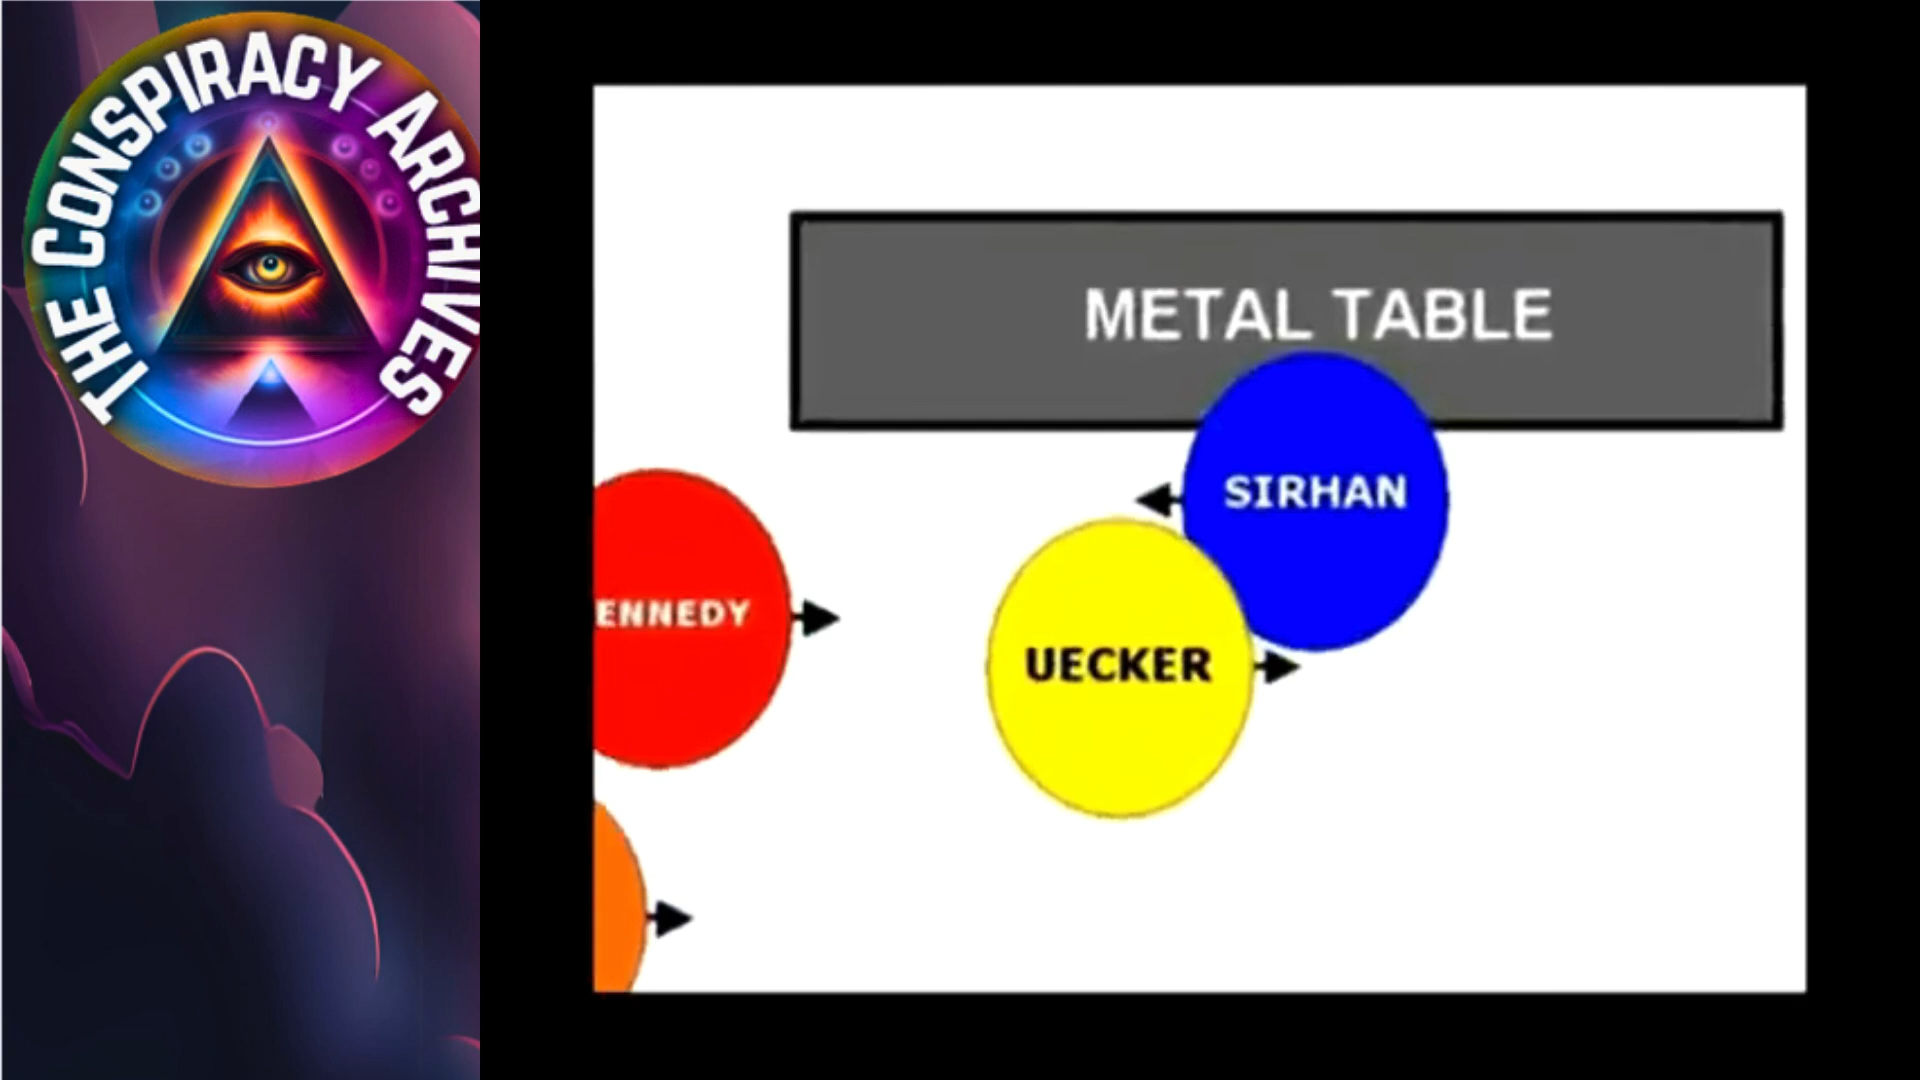 THE CONSPIRACY ARCHIVES
METAL TABLE
SIRHAN
ENNEDY
UECKER